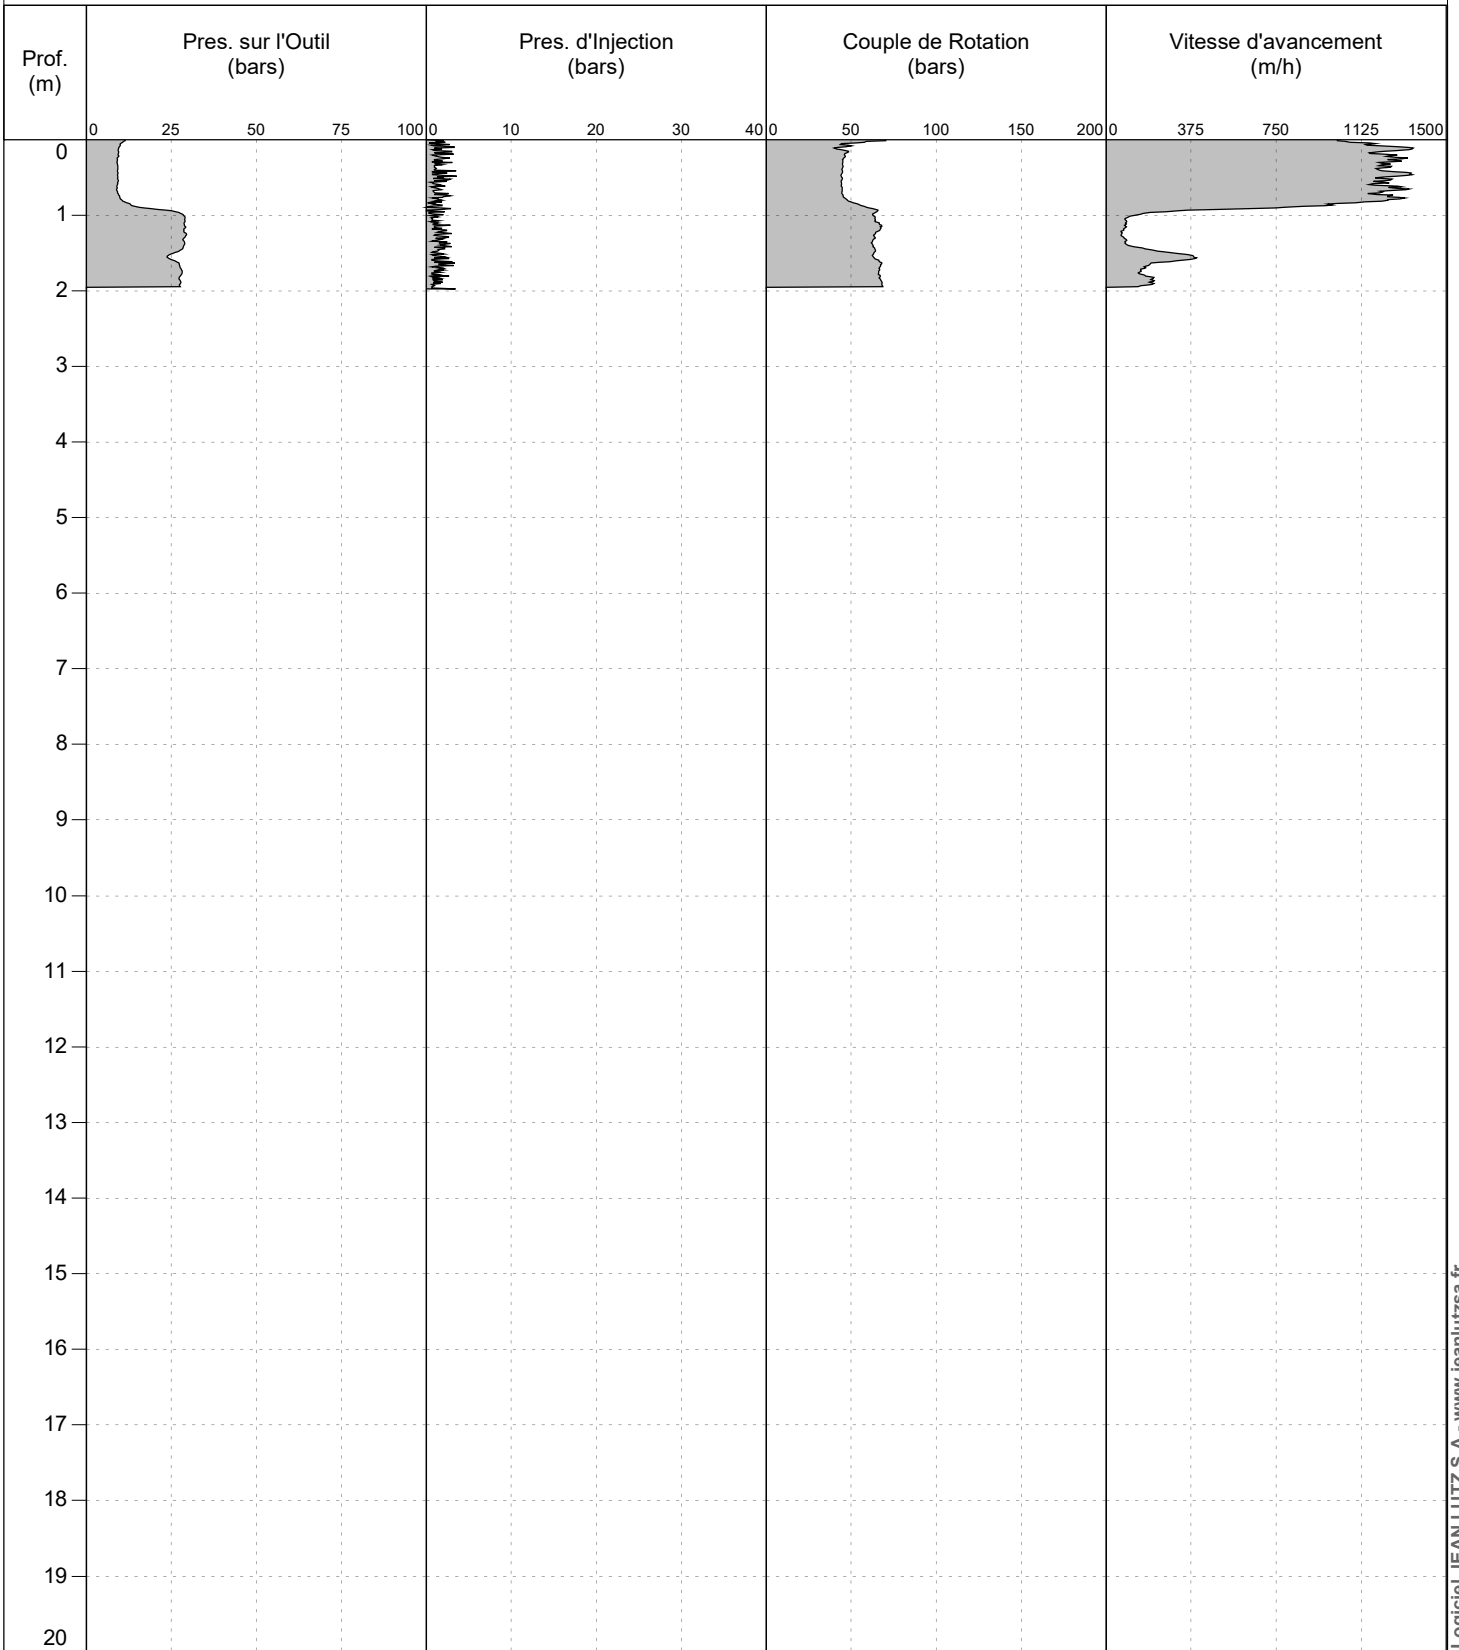 Prof.
(m)
Pres. sur l'Outil
(bars)
Pres. d'Injection
(bars)
Couple de Rotation
(bars)
Vitesse d'avancement
(m/h)
0 25 50 75 100
0 10 20 30 40
0 50 100 150 200
0 375 750 1125 1500
0
1
2
3
4
5
6
7
8
9
10
11
12
13
14
15
16
17
18
19
20
Logiciel JEAN LUTZ S.A - www.jeanlutzsa.fr